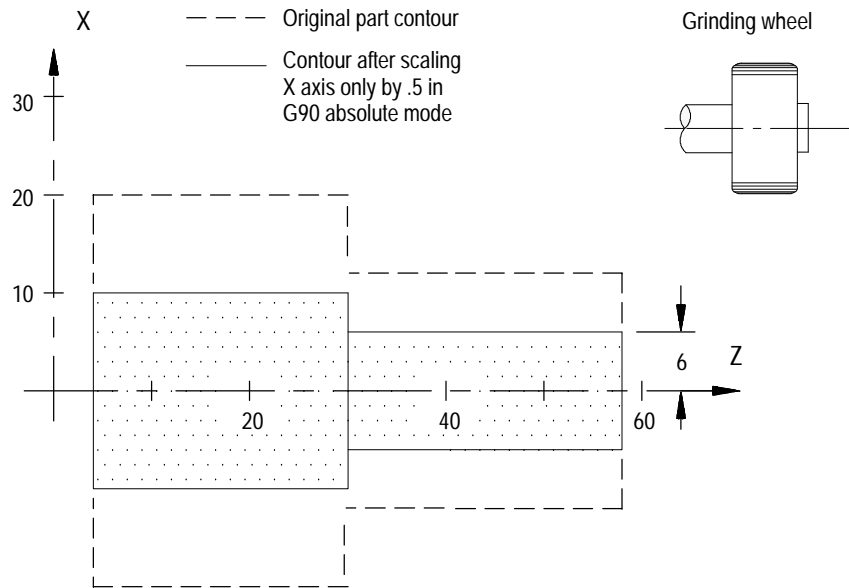 X
Original part contour
Grinding wheel
Contour after scaling
X axis only by .5 in
G90 absolute mode
30
20
10
Z
6
20
40
60